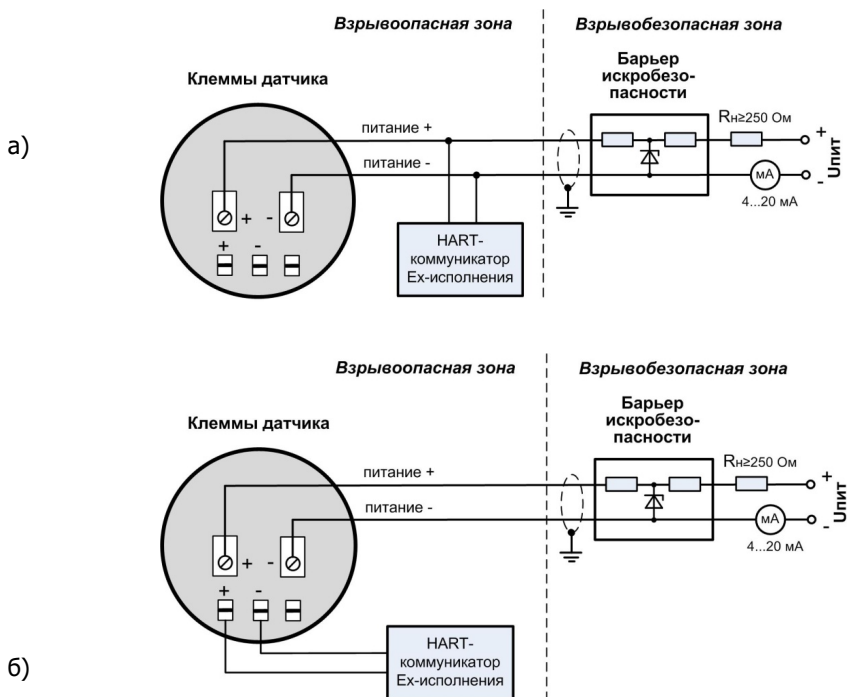 Взрывоопасная зона
Взрывобезопасная зона
Барьер
искробезо-
пасности
Клеммы датчика
Rн≥250 Ом
а)
питание +
+
питание -
мА
-
Uпит
4...20 мА
+ -
+ -
HART-
коммуникатор
Ex-исполнения
Взрывоопасная зона
Взрывобезопасная зона
Барьер
искробезо-
пасности
Клеммы датчика
Rн≥250 Ом
питание +
+
питание -
мА
-
Uпит
4...20 мА
+ -
+ -
HART-
коммуникатор
Ex-исполнения
б)